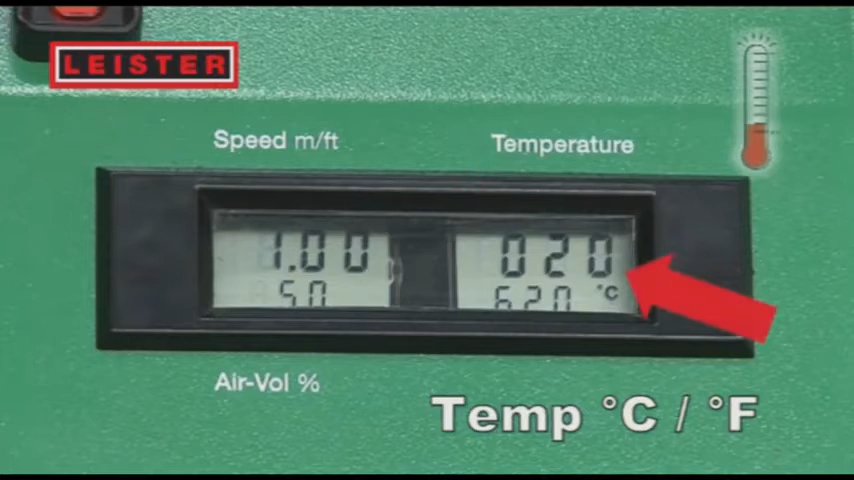 LEISTER
Speed m/ft
Temperature
1.00
020
50
620 °C
Air-Vol %
Temp °C / °F